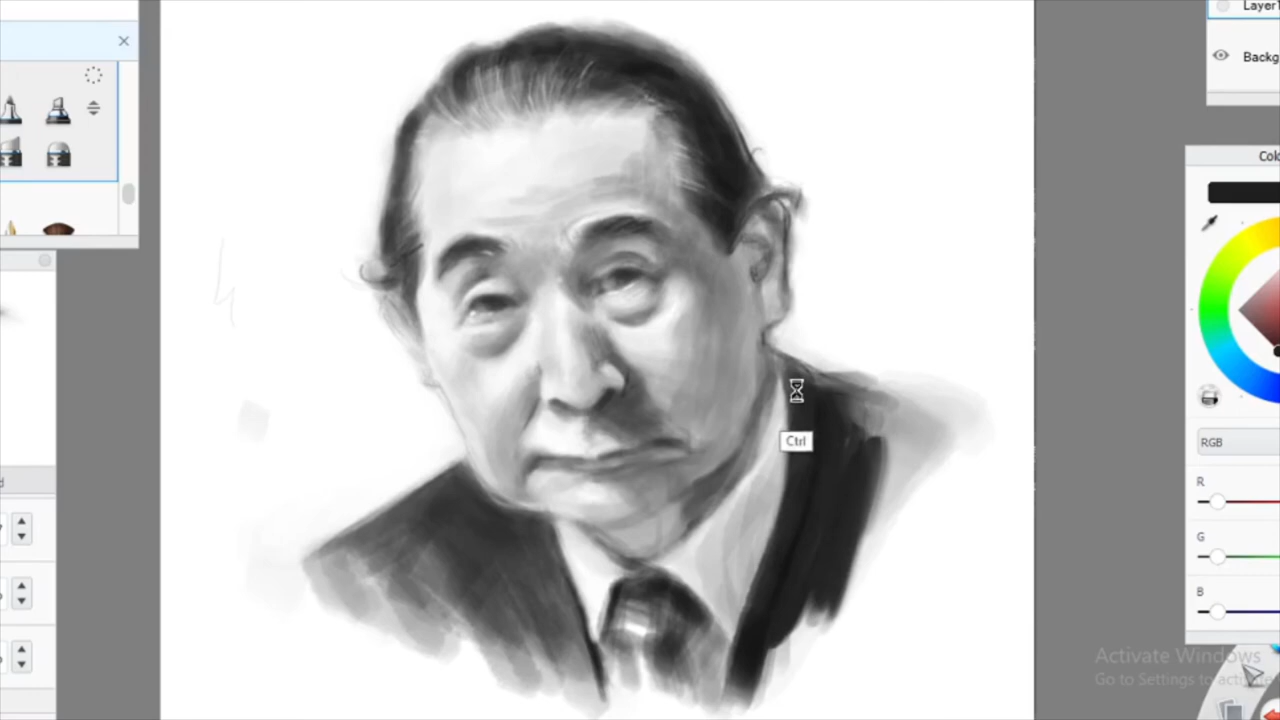 Layer
Backg
Col
Ctrl
RGB
R
G
B
Activate Windows
Go to Settings to activate